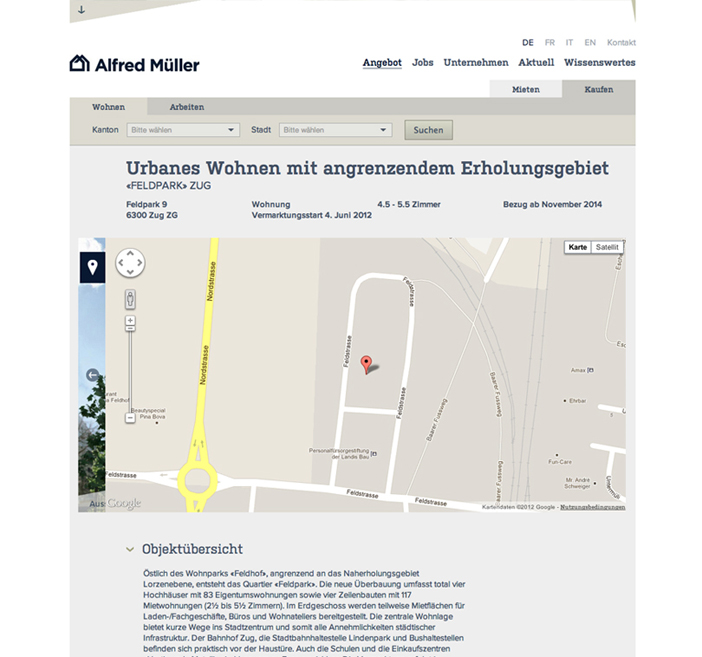 DE FR IT EN Kontakt
Alfred Müller
Angebot Jobs Unternehmen Aktuell Wissenswertes
Mieten Kaufen
Wohnen Arbeiten
Kanton Bitte wählen Stadt Bitte wählen Suchen
Urbanes Wohnen mit angrenzendem Erholungsgebiet
«FELDPARK» ZUG
Feldpark 9 Wohnung 4.5 - 5.5 Zimmer Bezug ab November 2014
6300 Zug ZG Vermarktungsstart 4. Juni 2012
Karte Satellit
Nordstrasse
Feldstrasse
Nordstrasse
Feldstrasse
Feldstrasse
Baarer Fussweg
Baarer Fussweg
Amax
Ehrbar
Beautyspecial
Pina Bova
Personalfürsorgestiftung
der Landis Bau
Fun-Care
Mr. André
Schweiger
Feldstrasse
Feldstrasse
Feldstrasse
Google
Kartendaten ©2012 Google - Nutzungsbedingungen
Objektübersicht
Östlich des Wohnparks «Feldhof», angrenzend an das Naherholungsgebiet
Lorzenebene, entsteht das Quartier «Feldpark». Die neue Überbauung umfasst total vier
Hochhäuser mit 83 Eigentumswohnungen sowie vier Zeilenbauten mit 117
Mietwohnungen (2½ bis 5½ Zimmern). Im Erdgeschoss werden teilweise Mietflächen für
Laden-/Fachgeschäfte, Büros und Wohnateliers bereitgestellt. Die zentrale Wohnlage
bietet kurze Wege ins Stadtzentrum und somit alle Annehmlichkeiten städtischer
Infrastruktur. Der Bahnhof Zug, die Stadtbahnhaltestelle Lindenpark und Bushaltestellen
befinden sich praktisch vor der Haustüre. Auch die Schulen und die Einkaufszentren